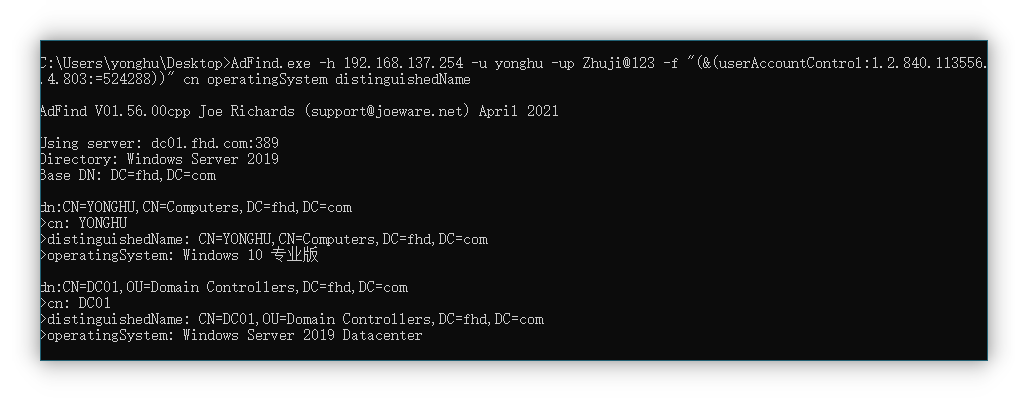 C:\Users\yonghu\Desktop>AdFind.exe -h 192.168.137.254 -u yonghu -up Zhuji@123 -f "(&(userAccountControl:1.2.840.113556.
.4.803:=524288))" cn operatingSystem distinguishedName
AdFind V01.56.00cpp Joe Richards (support@joeware.net) April 2021
Using server: dc01.fhd.com:389
Directory: Windows Server 2019
Base DN: DC=fhd,DC=com
dn:CN=YONGHU,CN=Computers,DC=fhd,DC=com
>cn: YONGHU
>distinguishedName: CN=YONGHU,CN=Computers,DC=fhd,DC=com
>operatingSystem: Windows 10 专业版
dn:CN=DC01,OU=Domain Controllers,DC=fhd,DC=com
>cn: DC01
>distinguishedName: CN=DC01,OU=Domain Controllers,DC=fhd,DC=com
>operatingSystem: Windows Server 2019 Datacenter